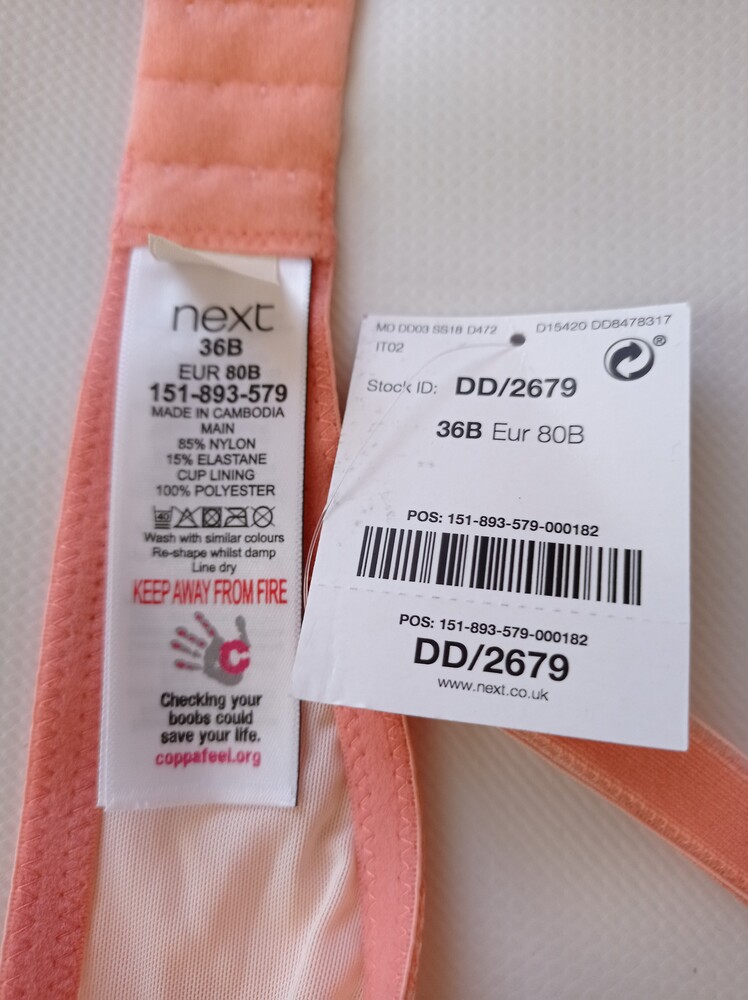 next
36B
EUR 80B
151-893-579
MADE IN CAMBODIA
MAIN
85% NYLON
15% ELASTANE
CUP LINING
100% POLYESTER
40
Wash with similar colours
Re-shape whilst damp
Line dry
KEEP AWAY FROM FIRE
C
Checking your
boobs could
save your life.
coppafeel.org
MD DD03 SS18 D472 D15420 DD8478317
IT02
®
Stock ID: DD/2679
36B Eur 80B
POS: 151-893-579-000182
POS: 151-893-579-000182
DD/2679
www.next.co.uk